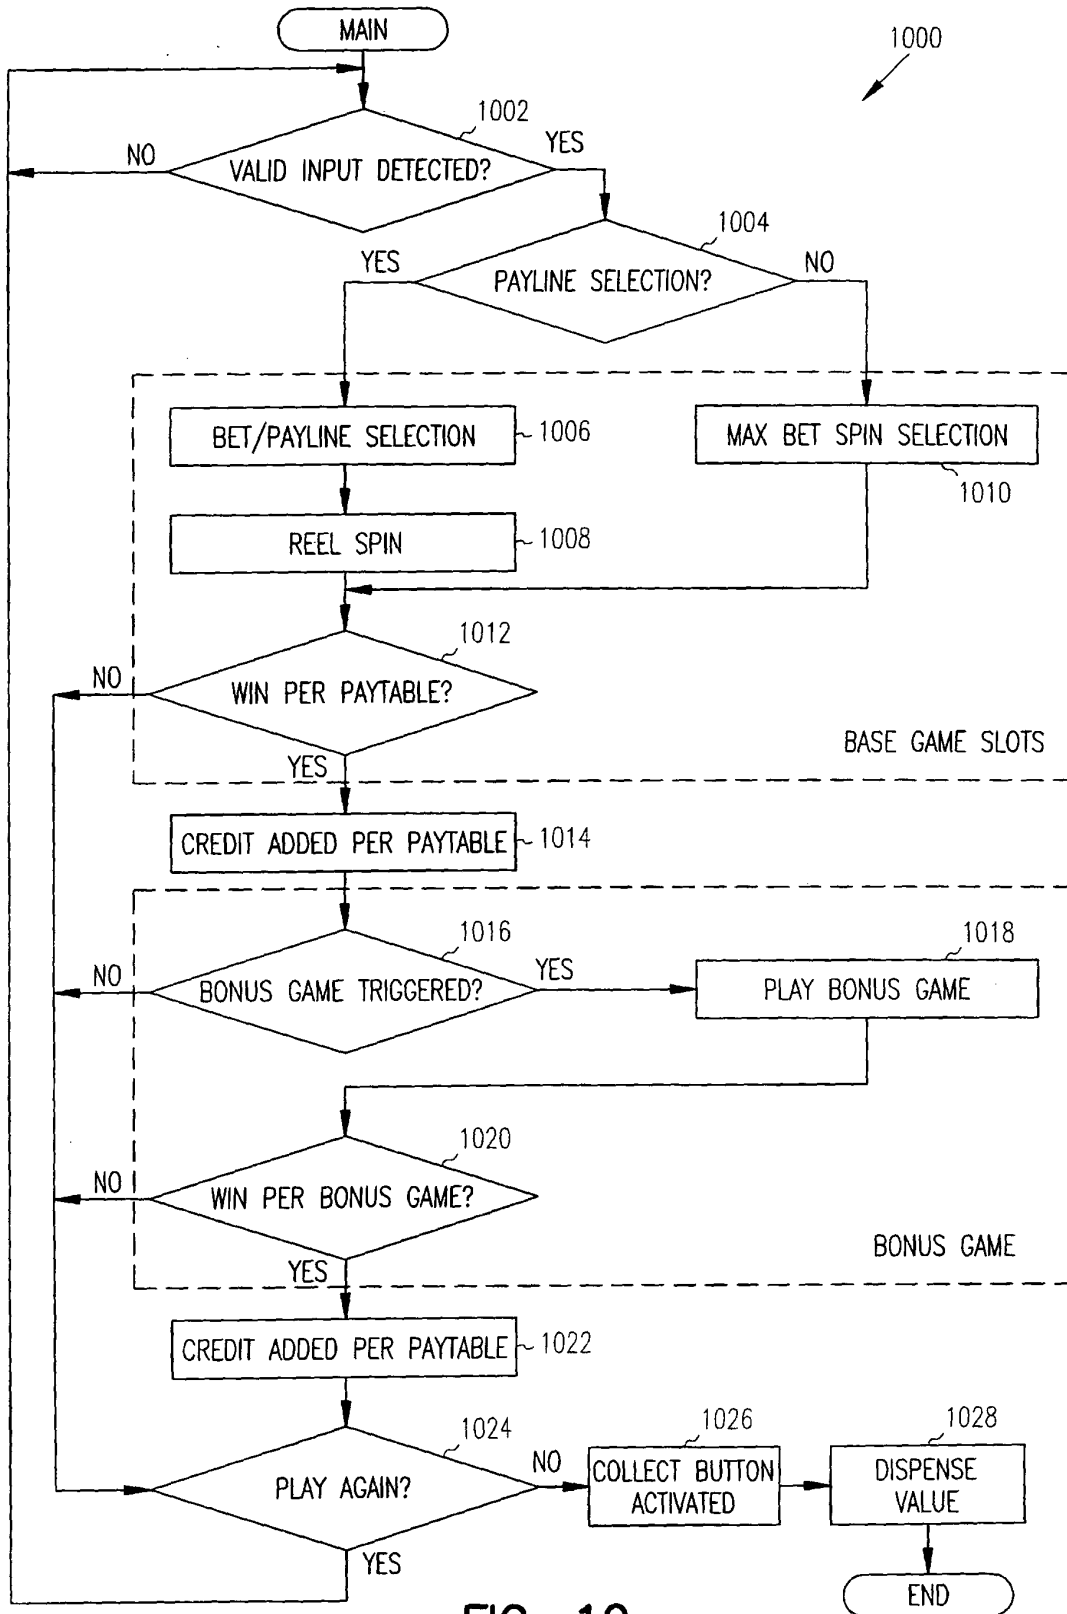 MAIN
1000
1002
NO
VALID INPUT DETECTED?
YES
1004
YES
PAYLINE SELECTION?
NO
BET/PAYLINE SELECTION
1006
MAX BET SPIN SELECTION
1010
REEL SPIN
1008
1012
NO
WIN PER PAYTABLE?
YES
BASE GAME SLOTS
CREDIT ADDED PER PAYTABLE
1014
1016
NO
BONUS GAME TRIGGERED?
YES
1018
PLAY BONUS GAME
1020
NO
WIN PER BONUS GAME?
YES
BONUS GAME
CREDIT ADDED PER PAYTABLE
1022
1024
PLAY AGAIN?
NO
YES
1026
COLLECT BUTTON
ACTIVATED
1028
DISPENSE
VALUE
END